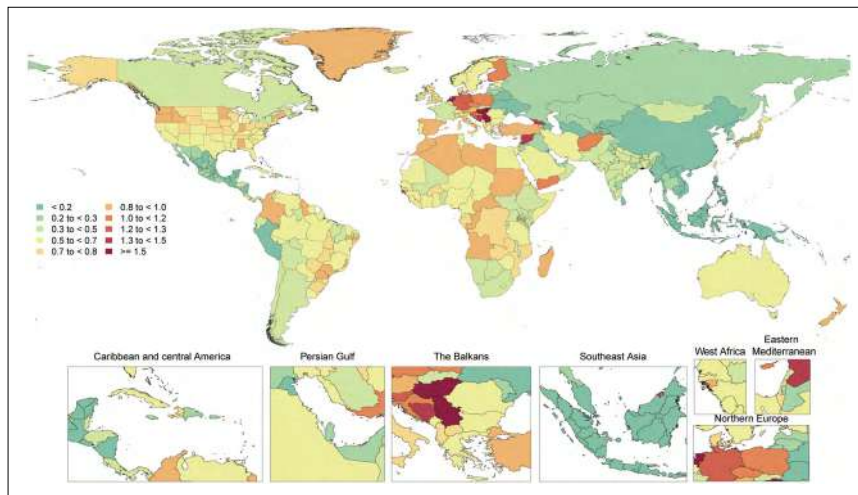 < 0.2
0.2 to < 0.3
0.3 to < 0.5
0.5 to < 0.7
0.7 to < 0.8
0.8 to < 1.0
1.0 to < 1.2
1.2 to < 1.3
1.3 to < 1.5
>= 1.5
Caribbean and central America
Persian Gulf
The Balkans
Southeast Asia
West Africa
Eastern
Mediterranean
Northern Europe